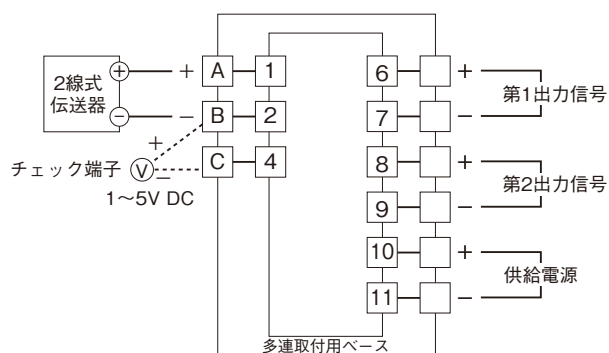 2線式
伝送器
+
−
+
−
A
B
C
1
2
4
チェック端子
V
+
−
1〜5V DC
6
7
8
9
10
11
+
−
第1出力信号
+
−
第2出力信号
+
−
供給電源
多連取付用ベース